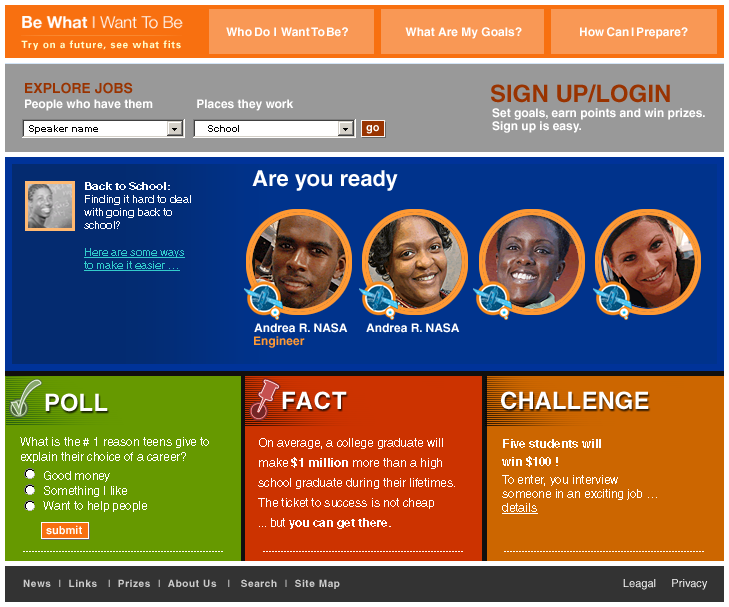 Be What I Want To Be
Try on a future, see what fits
Who Do I Want To Be?
What Are My Goals?
How Can I Prepare?
EXPLORE JOBS
People who have them
Places they work
Speaker name
School
go
SIGN UP/LOGIN
Set goals, earn points and win prizes.
Sign up is easy.
Back to School:
Finding it hard to deal
with going back to
school?
Here are some ways
to make it easier ...
Are you ready
Andrea R. NASA
Engineer
Andrea R. NASA
POLL
What is the # 1 reason teens give to
explain their choice of a career?
Good money
Something I like
Want to help people
submit
FACT
On average, a college graduate will
make $1 million more than a high
school graduate during their lifetimes.
The ticket to success is not cheap
... but you can get there.
CHALLENGE
Five students will
win $100 !
To enter, you interview
someone in an exciting job ...
details
News | Links | Prizes | About Us | Search | Site Map
Leagal Privacy